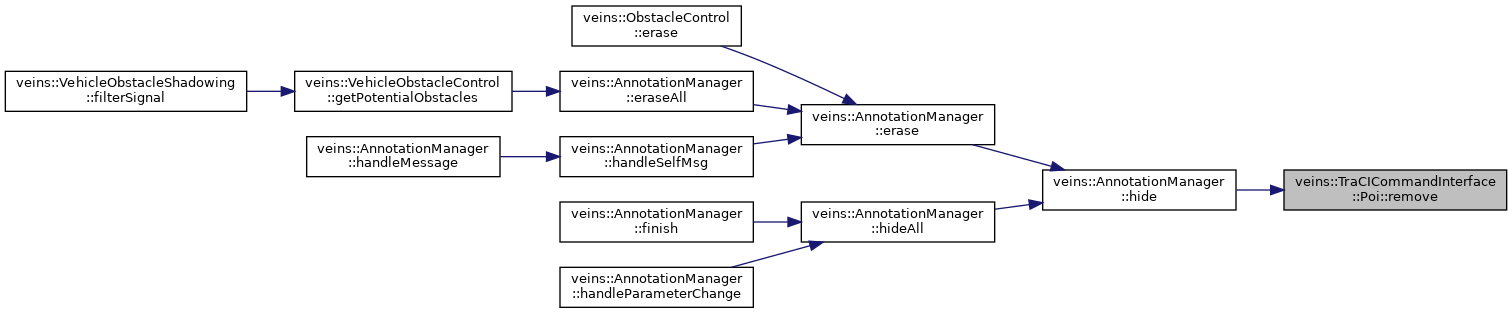 veins::ObstacleControl
::erase
veins::VehicleObstacleShadowing
::filterSignal
veins::VehicleObstacleControl
::getPotentialObstacles
veins::AnnotationManager
::eraseAll
veins::AnnotationManager
::erase
veins::AnnotationManager
::handleMessage
veins::AnnotationManager
::handleSelfMsg
veins::AnnotationManager
::hide
veins::TraCICommandInterface
::Poi::remove
veins::AnnotationManager
::finish
veins::AnnotationManager
::hideAll
veins::AnnotationManager
::handleParameterChange